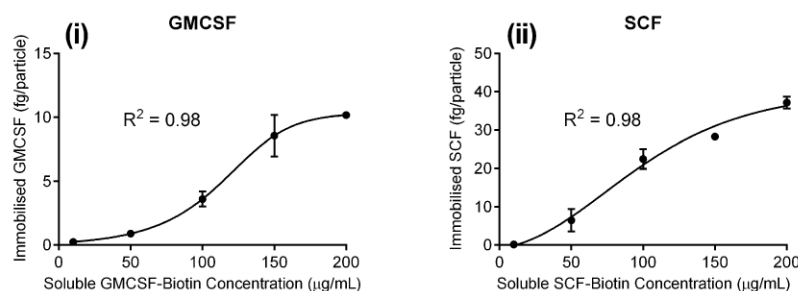 (i)
GMCSF
Immobilised GMCSF (fg/particle)
15
10
5
0
R² = 0.98
0 50 100 150 200
Soluble GMCSF-Biotin Concentration (µg/mL)
(ii)
SCF
Immobilised SCF (fg/particle)
50
40
30
20
10
0
R² = 0.98
0 50 100 150 200
Soluble SCF-Biotin Concentration (µg/mL)